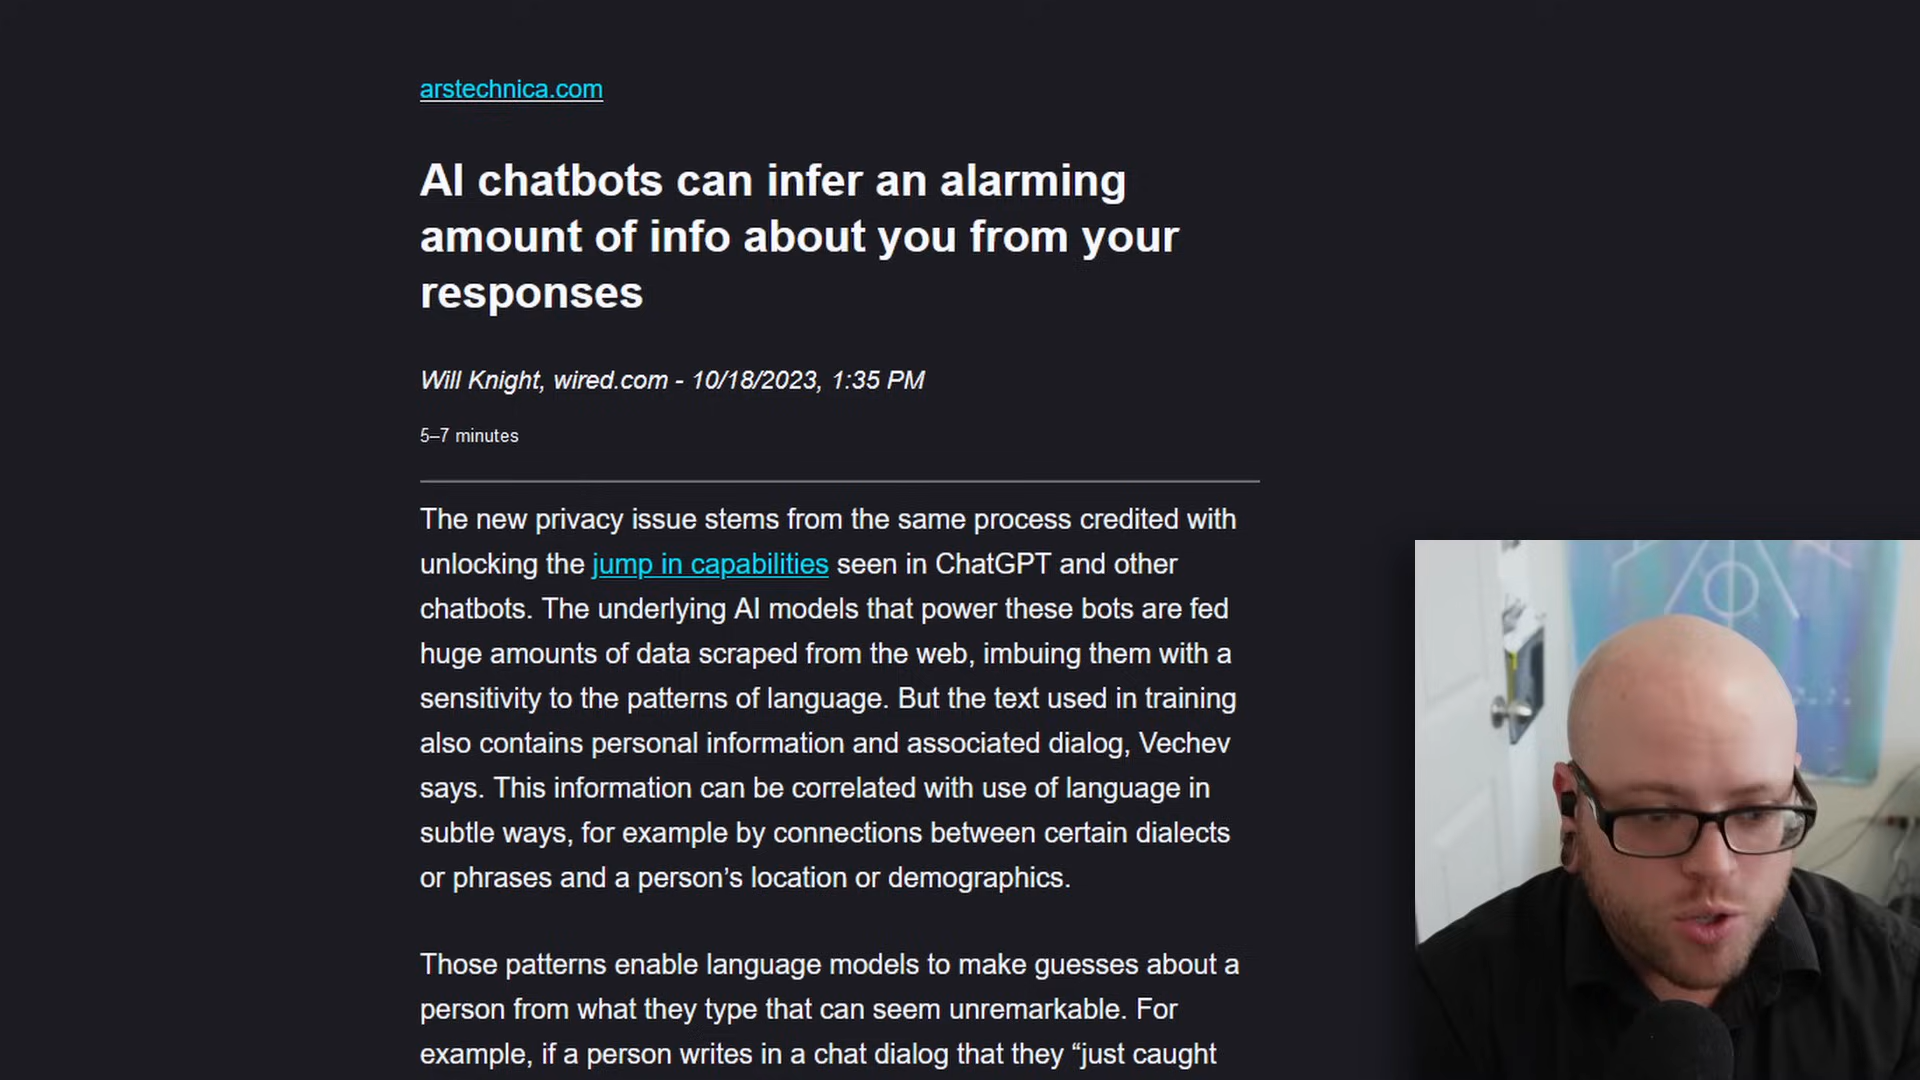 arstechnica.com
AI chatbots can infer an alarming
amount of info about you from your
responses
Will Knight, wired.com - 10/18/2023, 1:35 PM
5–7 minutes
The new privacy issue stems from the same process credited with
unlocking the jump in capabilities seen in ChatGPT and other
chatbots. The underlying AI models that power these bots are fed
huge amounts of data scraped from the web, imbuing them with a
sensitivity to the patterns of language. But the text used in training
also contains personal information and associated dialog, Vechev
says. This information can be correlated with use of language in
subtle ways, for example by connections between certain dialects
or phrases and a person’s location or demographics.
Those patterns enable language models to make guesses about a
person from what they type that can seem unremarkable. For
example, if a person writes in a chat dialog that they “just caught